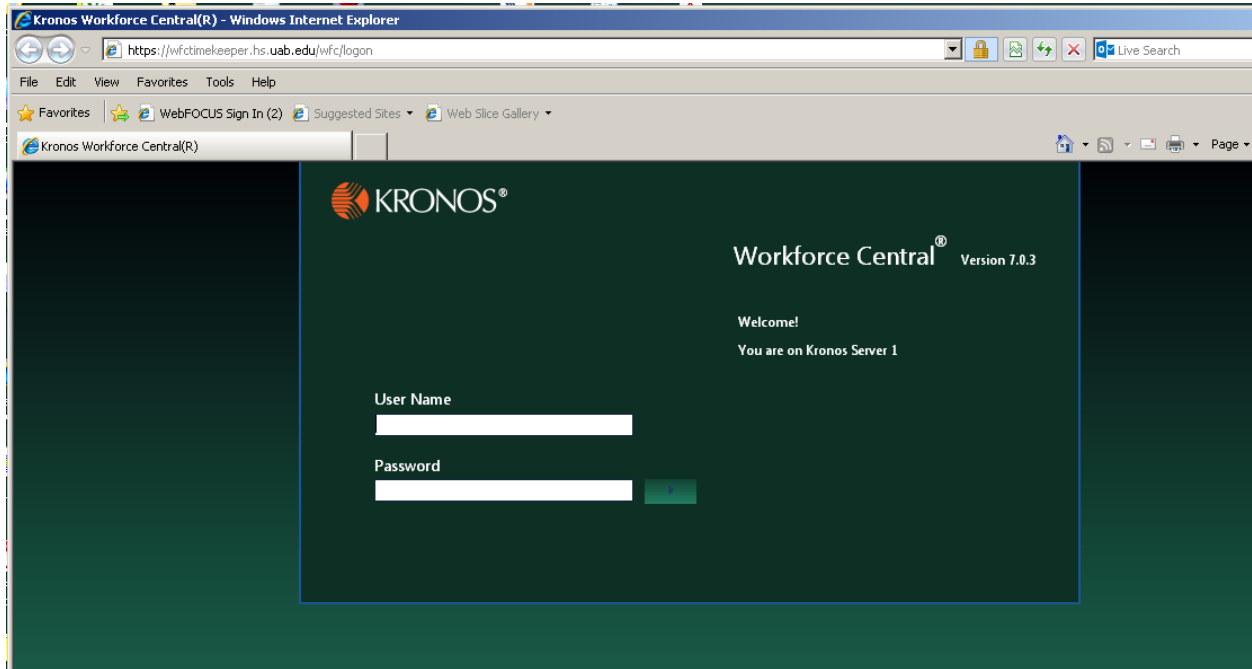 Kronos Workforce Central(R) - Windows Internet Explorer
https://wfctimekeeper.hs.uab.edu/wfc/logon Live Search
File Edit View Favorites Tools Help
Favorites WebFOCUS Sign In (2) Suggested Sites Web Slice Gallery
Kronos Workforce Central(R) Page
KRONOS®
Workforce Central® Version 7.0.3
Welcome!
You are on Kronos Server 1
User Name
Password